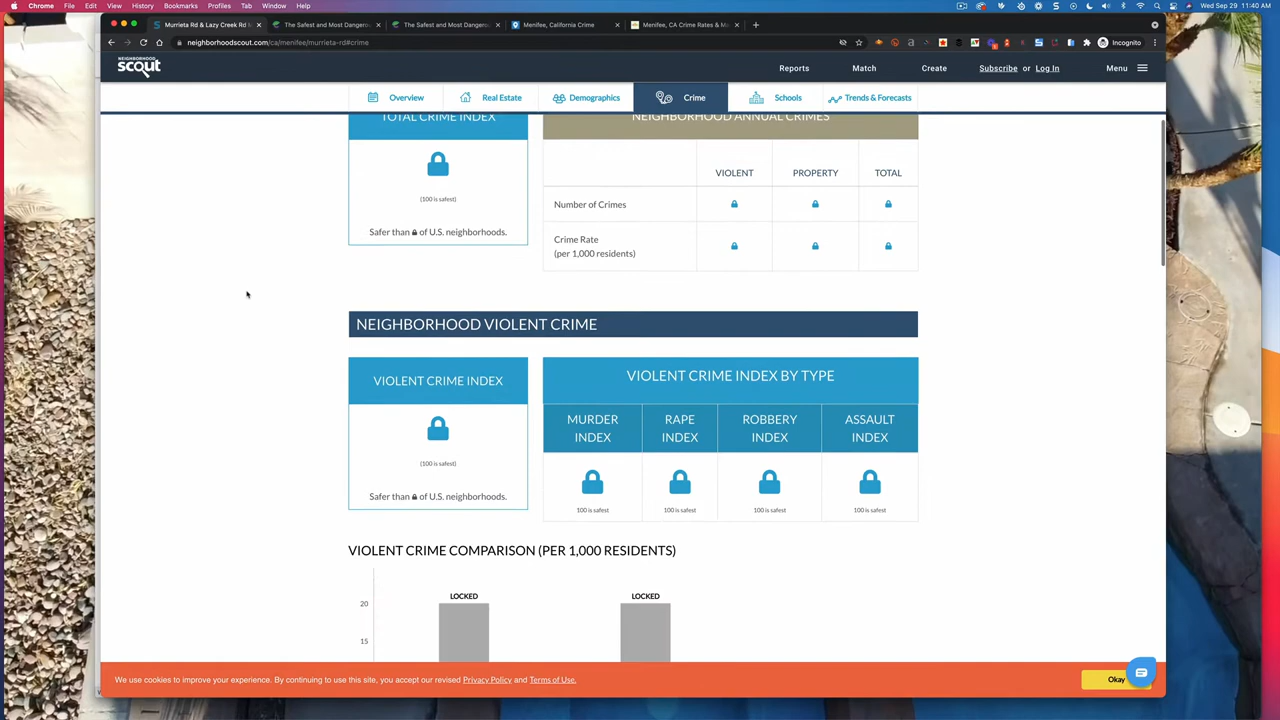 Chrome File Edit View History Bookmarks Profiles Tab Window Help
Wed Sep 29 11:40 AM
Murrieta Rd & Lazy Creek Rd
The Safest and Most Dangero
The Safest and Most Dangero
Menifee, California Crime
Menifee, CA Crime Rates & M
neighborhoodscout.com/ca/menifee/murrieta-rd#crime
Incognito
NEIGHBORHOOD
scout
Reports
Match
Create
Subscribe or Log In
Menu
Overview
Real Estate
Demographics
Crime
Schools
Trends & Forecasts
TOTAL CRIME INDEX
(100 is safest)
Safer than of U.S. neighborhoods.
NEIGHBORHOOD ANNUAL CRIMES
VIOLENT PROPERTY TOTAL
Number of Crimes
Crime Rate
(per 1,000 residents)
NEIGHBORHOOD VIOLENT CRIME
VIOLENT CRIME INDEX
(100 is safest)
Safer than of U.S. neighborhoods.
VIOLENT CRIME INDEX BY TYPE
MURDER INDEX
RAPE INDEX
ROBBERY INDEX
ASSAULT INDEX
100 is safest
100 is safest
100 is safest
100 is safest
VIOLENT CRIME COMPARISON (PER 1,000 RESIDENTS)
LOCKED
LOCKED
20
15
We use cookies to improve your experience. By continuing to use this site, you accept our revised Privacy Policy and Terms of Use.
Okay